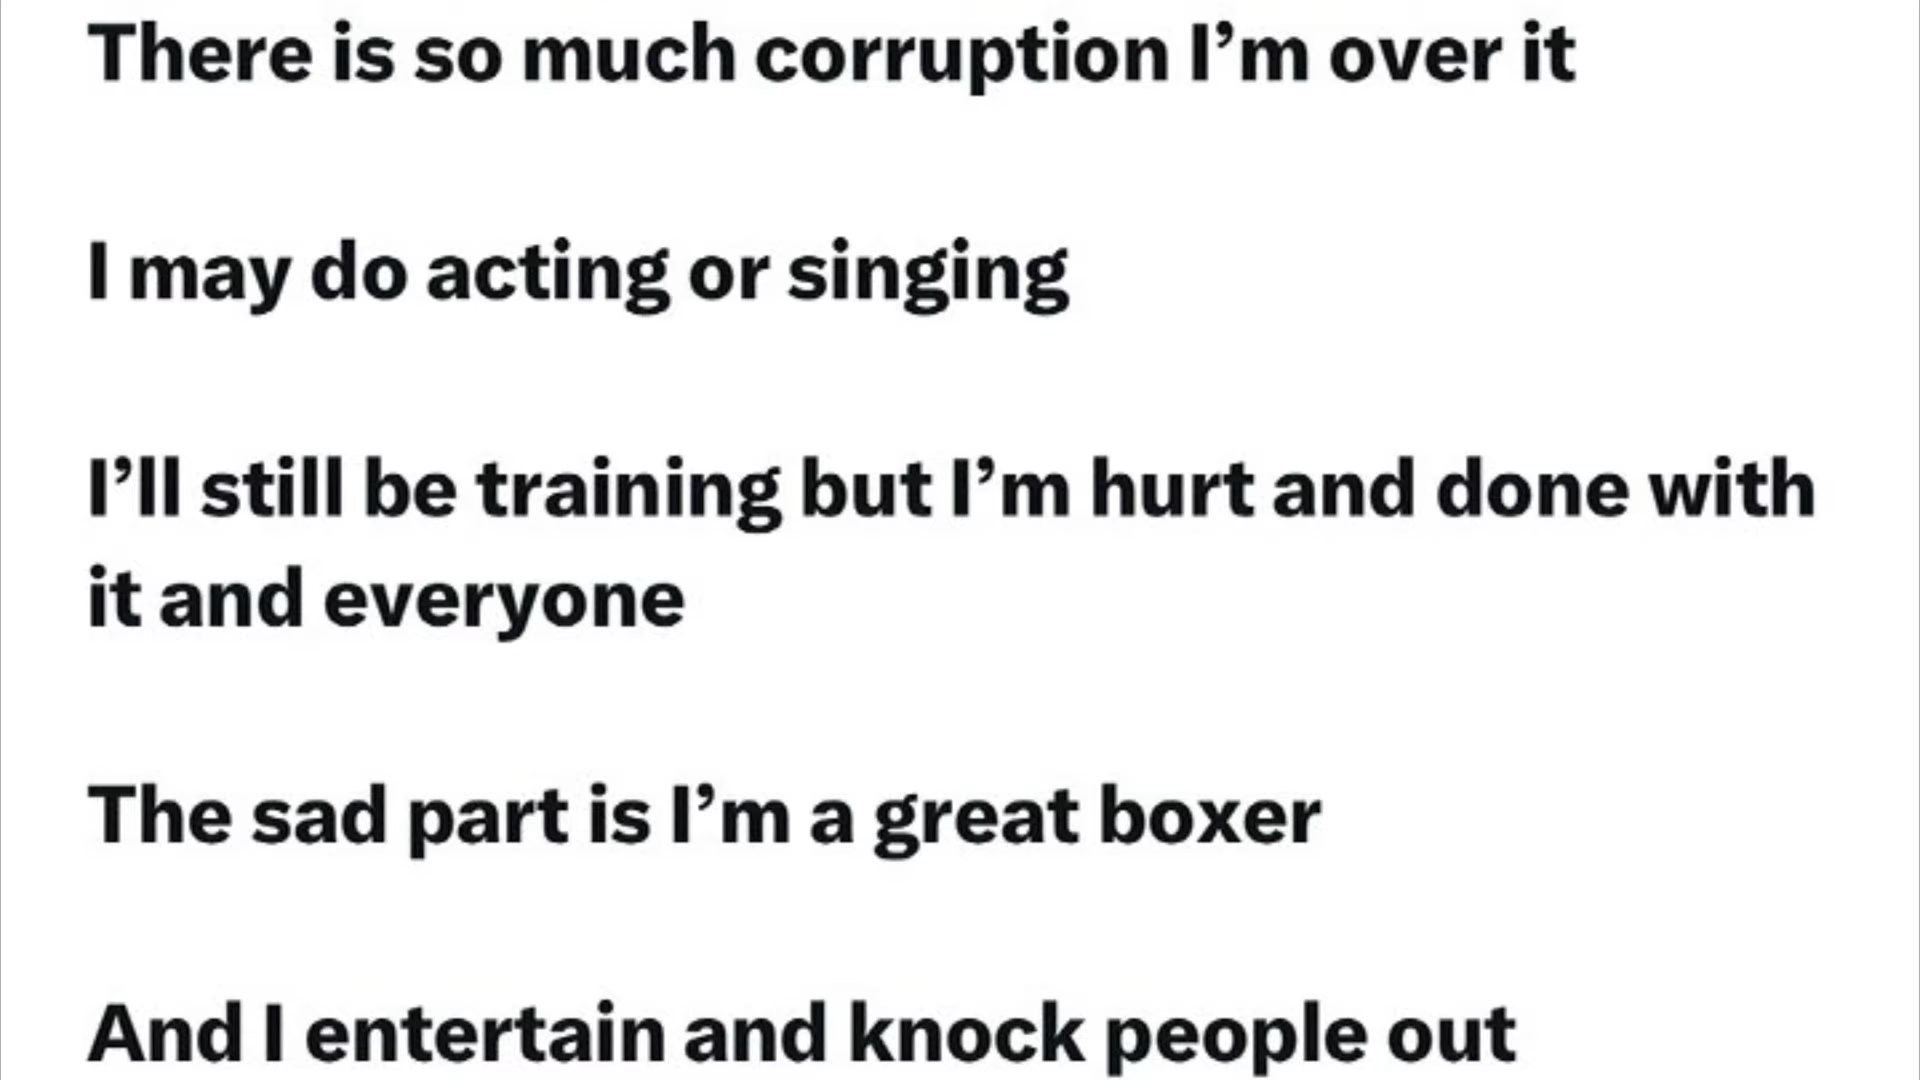 There is so much corruption I’m over it
I may do acting or singing
I’ll still be training but I’m hurt and done with
it and everyone
The sad part is I’m a great boxer
And I entertain and knock people out